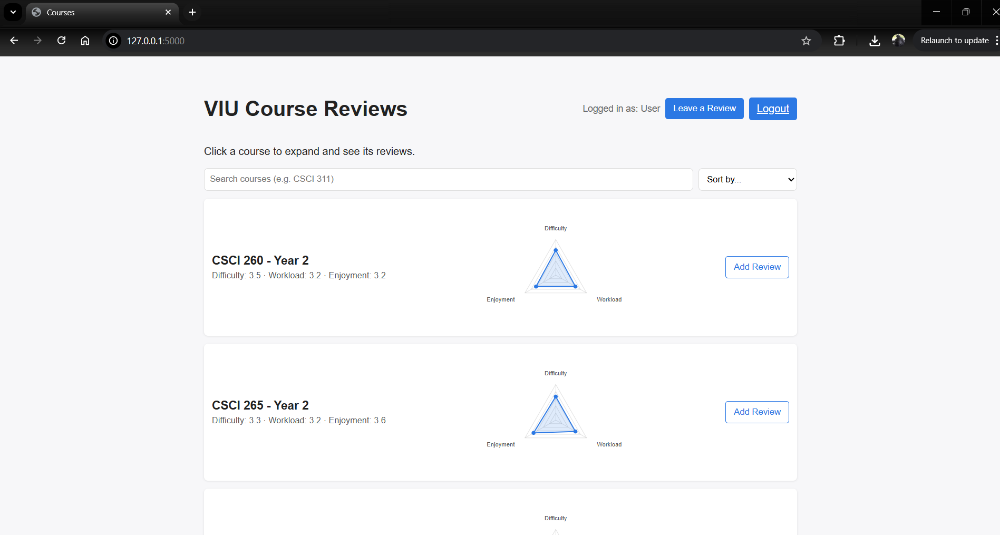 Courses
127.0.0.1:5000
Relaunch to update
VIU Course Reviews
Logged in as: User
Leave a Review
Logout
Click a course to expand and see its reviews.
Search courses (e.g. CSCI 311)
Sort by...
Difficulty
CSCI 260 - Year 2
Difficulty: 3.5 · Workload: 3.2 · Enjoyment: 3.2
Add Review
Enjoyment
Workload
Difficulty
CSCI 265 - Year 2
Difficulty: 3.3 · Workload: 3.2 · Enjoyment: 3.6
Add Review
Enjoyment
Workload
Difficulty